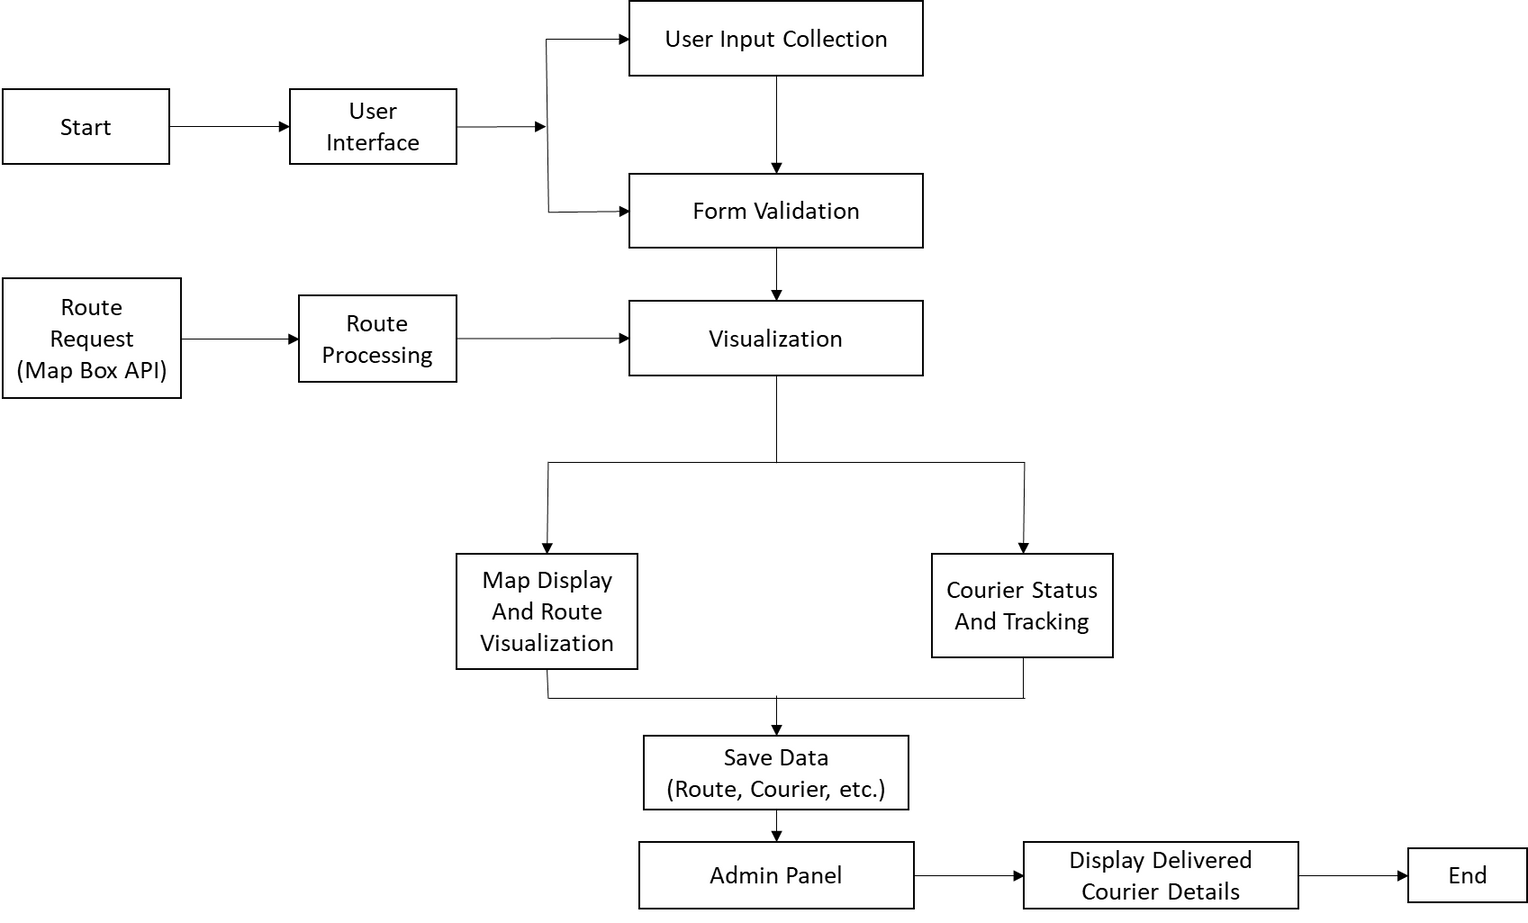 User Input Collection
Start
User
Interface
Form Validation
Route
Request
(Map Box API)
Route
Processing
Visualization
Map Display
And Route
Visualization
Courier Status
And Tracking
Save Data
(Route, Courier, etc.)
Admin Panel
Display Delivered
Courier Details
End